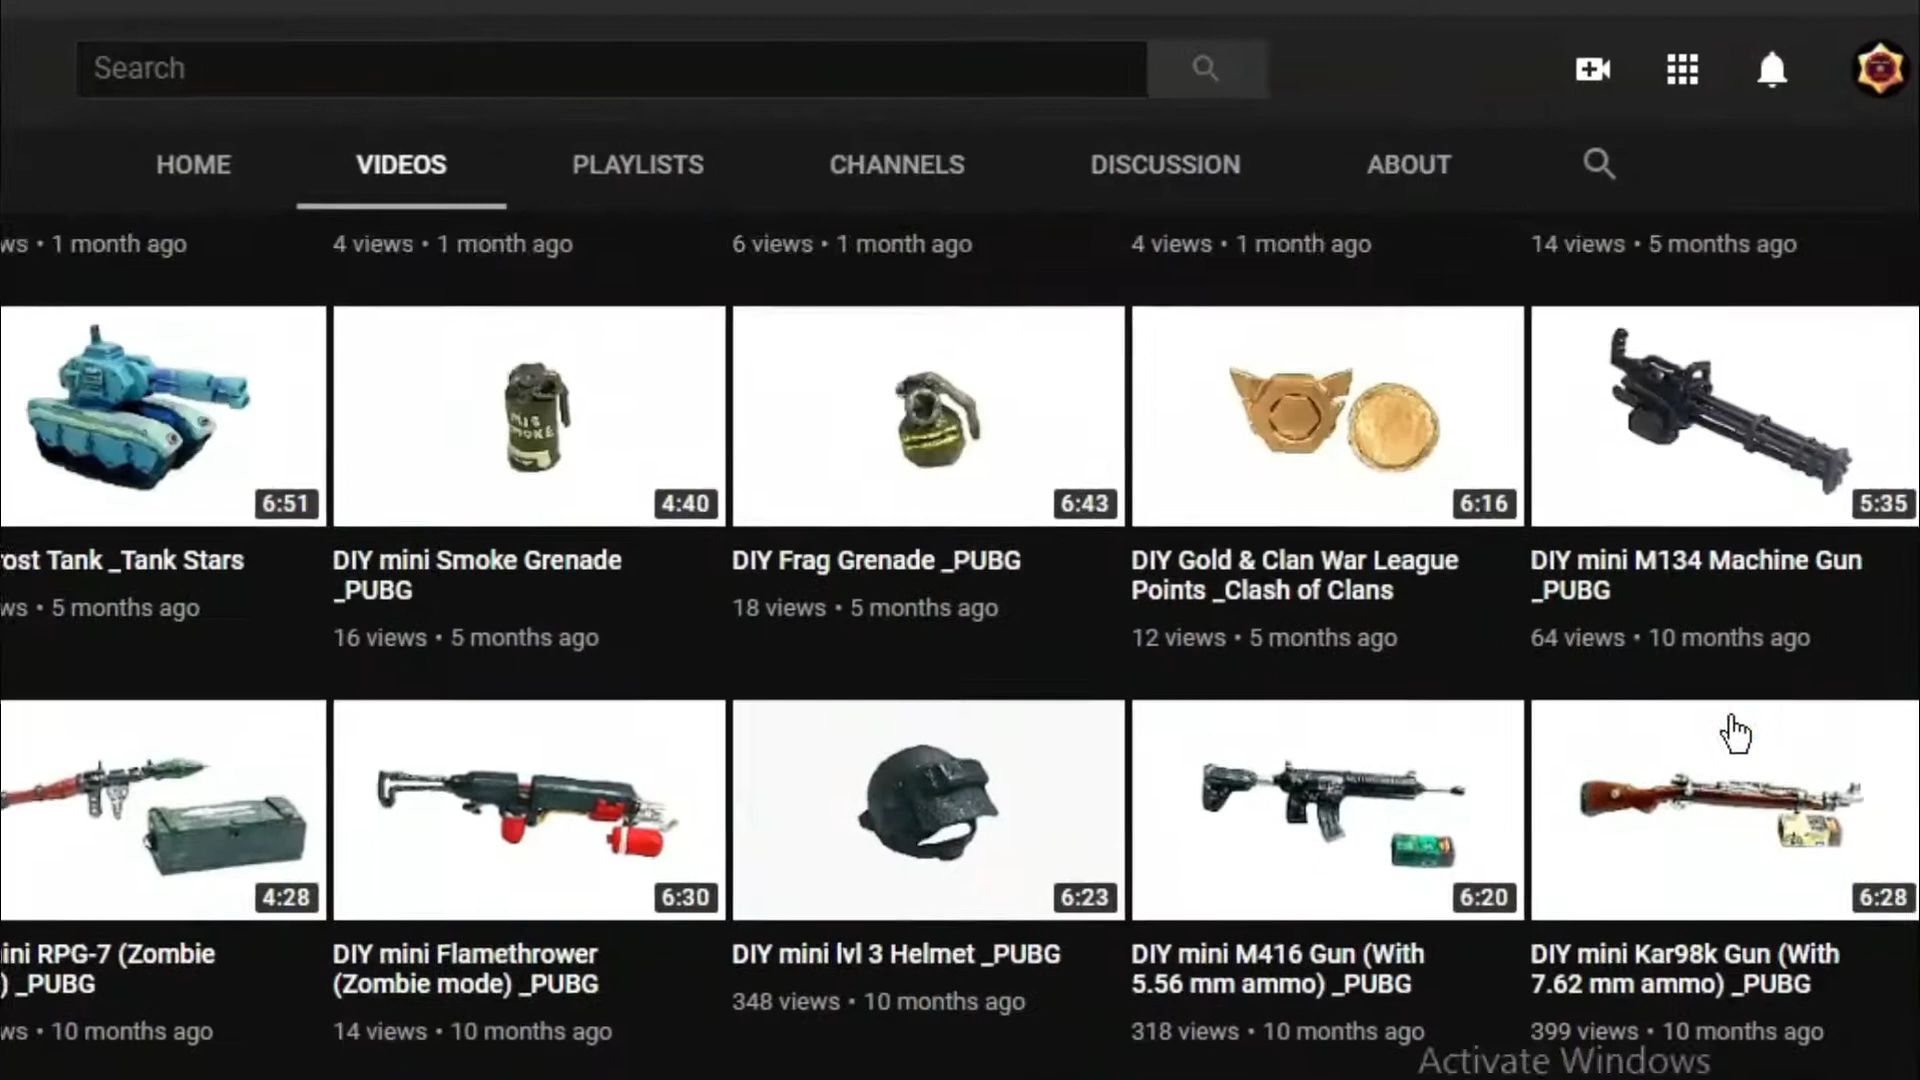 Search
HOME VIDEOS PLAYLISTS CHANNELS DISCUSSION ABOUT
ws • 1 month ago 4 views • 1 month ago 6 views • 1 month ago 4 views • 1 month ago 14 views • 5 months ago
M18
SMOKE
6:51 4:40 6:43 6:16 5:35
rost Tank _Tank Stars
ws • 5 months ago
DIY mini Smoke Grenade
_PUBG
16 views • 5 months ago
DIY Frag Grenade _PUBG
18 views • 5 months ago
DIY Gold & Clan War League
Points _Clash of Clans
12 views • 5 months ago
DIY mini M134 Machine Gun
_PUBG
64 views • 10 months ago
4:28 6:30 6:23 6:20 6:28
ini RPG-7 (Zombie
) _PUBG
ws • 10 months ago
DIY mini Flamethrower
(Zombie mode) _PUBG
14 views • 10 months ago
DIY mini lvl 3 Helmet _PUBG
348 views • 10 months ago
DIY mini M416 Gun (With
5.56 mm ammo) _PUBG
318 views • 10 months ago
DIY mini Kar98k Gun (With
7.62 mm ammo) _PUBG
399 views • 10 months ago
Activate Windows